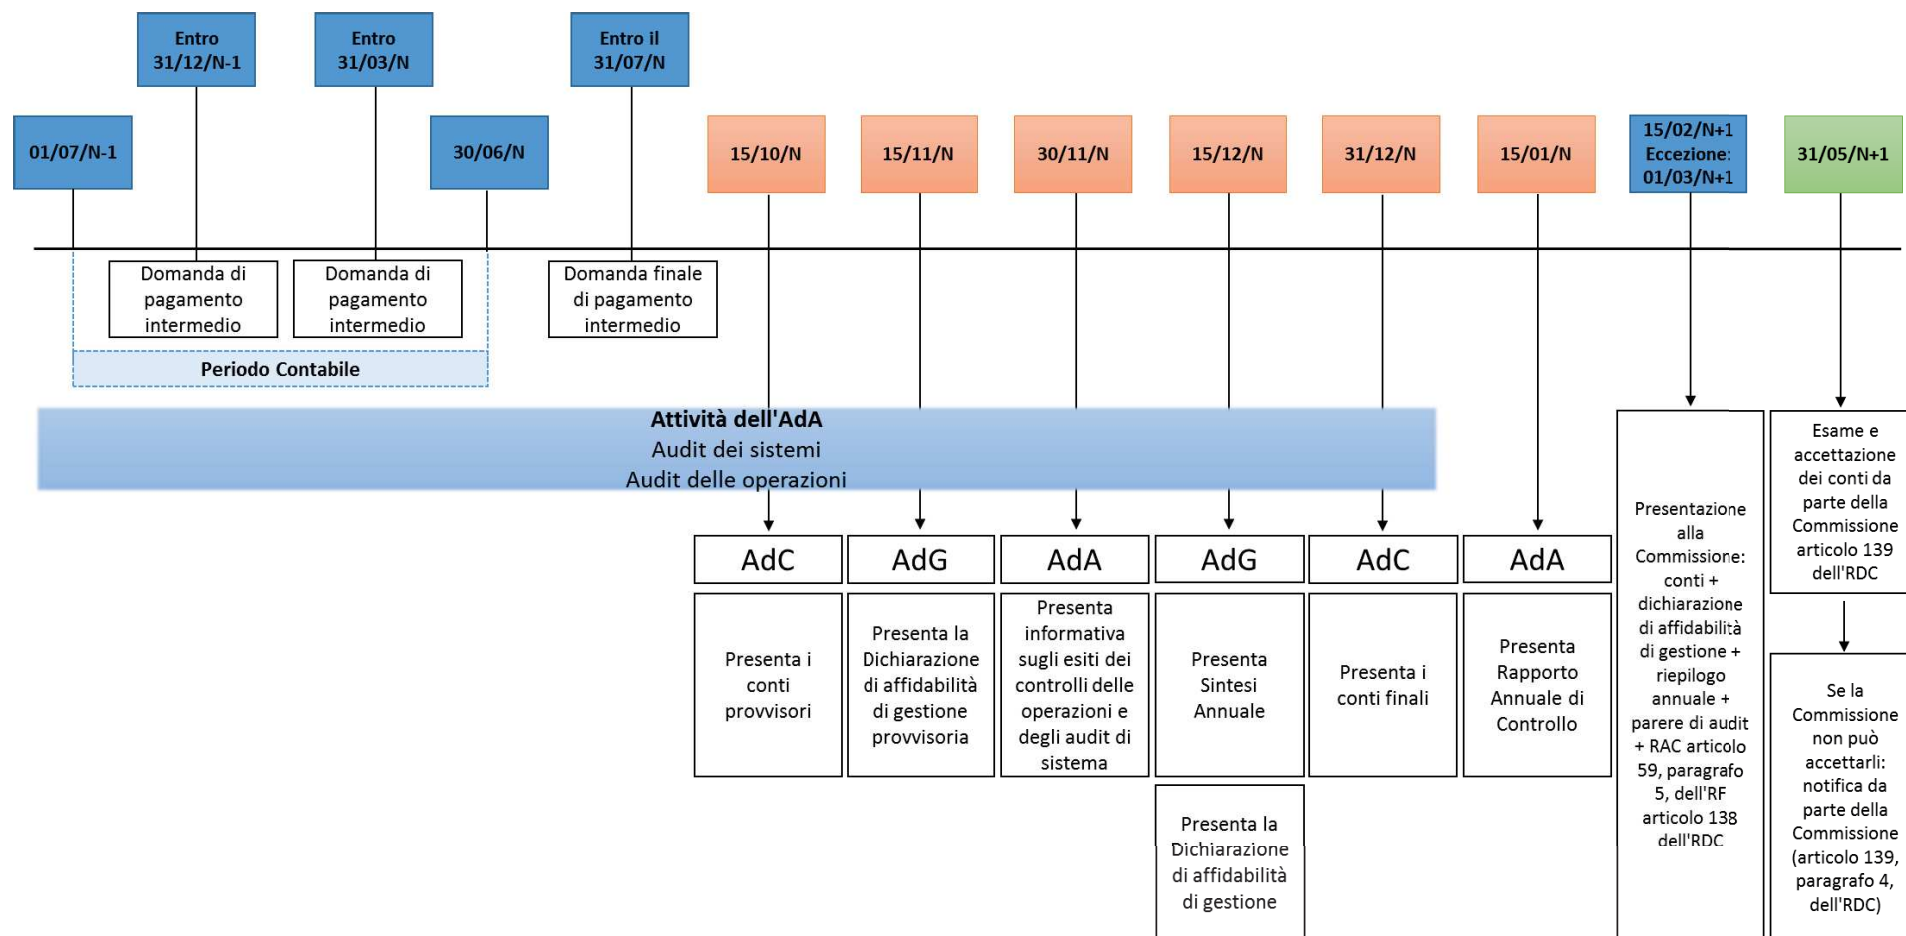 Entro
31/12/N-1
Entro
31/03/N
Entro il
31/07/N
01/07/N-1
30/06/N
15/10/N
15/11/N
30/11/N
15/12/N
31/12/N
15/01/N
15/02/N+1
Eccezione:
01/03/N+1
31/05/N+1
Domanda di
pagamento
intermedio
Domanda di
pagamento
intermedio
Domanda finale
di pagamento
intermedio
Periodo Contabile
Attività dell'AdA
Audit dei sistemi
Audit delle operazioni
AdC
Presenta i
conti
provvisori
AdG
Presenta la
Dichiarazione
di affidabilità
di gestione
provvisoria
AdA
Presenta
informativa
sugli esiti dei
controlli delle
operazioni e
degli audit di
sistema
AdG
Presenta
Sintesi
Annuale
Presenta la
Dichiarazione
di affidabilità
di gestione
AdC
Presenta i
conti finali
AdA
Presenta
Rapporto
Annuale di
Controllo
Presentazione
alla
Commissione:
conti +
dichiarazione
di affidabilità
di gestione +
riepilogo
annuale +
parere di audit
+ RAC articolo
59, paragrafo
5, dell'RF
articolo 138
dell'RDC
Esame e
accettazione
dei conti da
parte della
Commissione
articolo 139
dell'RDC
Se la
Commissione
non può
accettarli:
notifica da
parte della
Commissione
(articolo 139,
paragrafo 4,
dell'RDC)